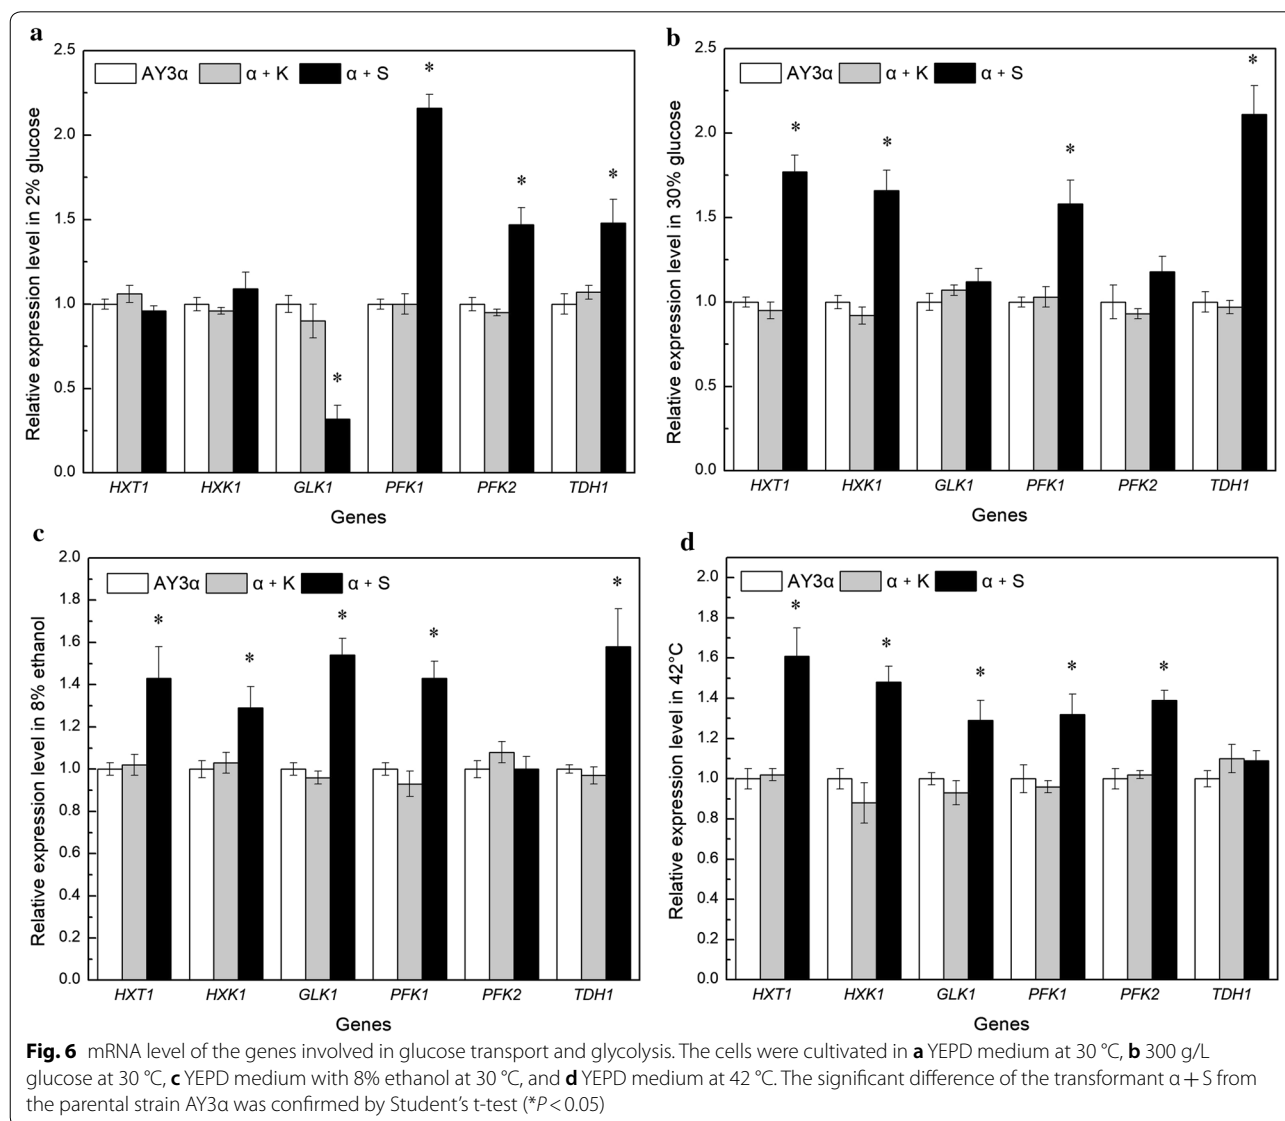 a
Relative expression level in 2% glucose
2.5
2.0
1.5
1.0
0.5
0.0
AY3α α + K α + S
* * * *
HXT1 HXK1 GLK1 PFK1 PFK2 TDH1
Genes
b
Relative expression level in 30% glucose
2.5
2.0
1.5
1.0
0.5
0.0
AY3α α + K α + S
* * * *
HXT1 HXK1 GLK1 PFK1 PFK2 TDH1
Genes
c
Relative expression level in 8% ethanol
2.0
1.8
1.6
1.4
1.2
1.0
0.8
0.6
0.4
0.2
0.0
AY3α α + K α + S
* * * * *
HXT1 HXK1 GLK1 PFK1 PFK2 TDH1
Genes
d
Relative expression level in 42°C
2.0
1.8
1.6
1.4
1.2
1.0
0.8
0.6
0.4
0.2
0.0
AY3α α + K α + S
* * * * *
HXT1 HXK1 GLK1 PFK1 PFK2 TDH1
Genes
Fig. 6 mRNA level of the genes involved in glucose transport and glycolysis. The cells were cultivated in a YEPD medium at 30 °C, b 300 g/L
glucose at 30 °C, c YEPD medium with 8% ethanol at 30 °C, and d YEPD medium at 42 °C. The significant difference of the transformant α + S from
the parental strain AY3α was confirmed by Student's t-test (*P < 0.05)